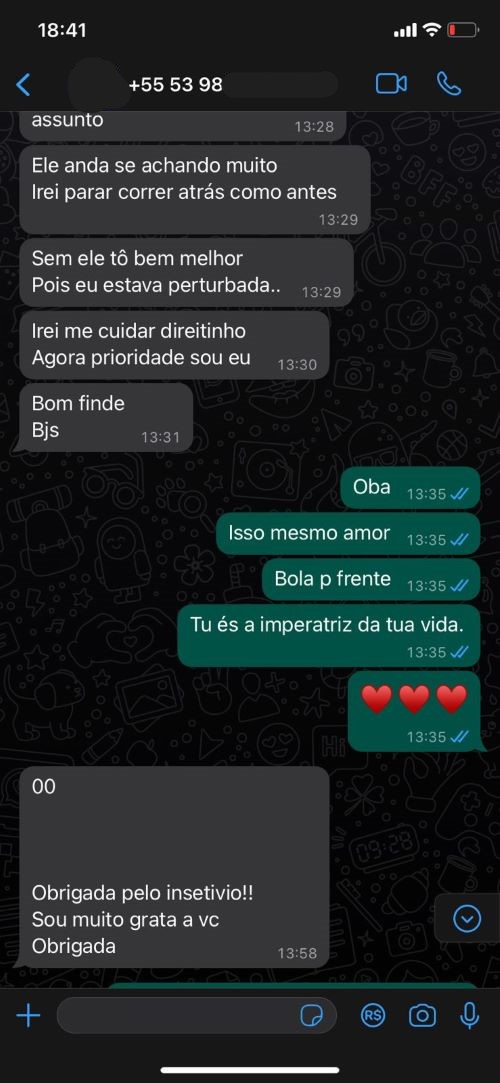 18:41
+55 53 98
assunto
13:28
Ele anda se achando muito
Irei parar correr atrás como antes
13:29
Sem ele tô bem melhor
Pois eu estava perturbada.. 13:29
Irei me cuidar direitinho
Agora prioridade sou eu 13:30
Bom finde
Bjs 13:31
Oba 13:35
Isso mesmo amor 13:35
Bola p frente 13:35
Tu és a imperatriz da tua vida.
13:35
13:35
00
Obrigada pelo insetivio!!
Sou muito grata a vc
Obrigada 13:58
R$